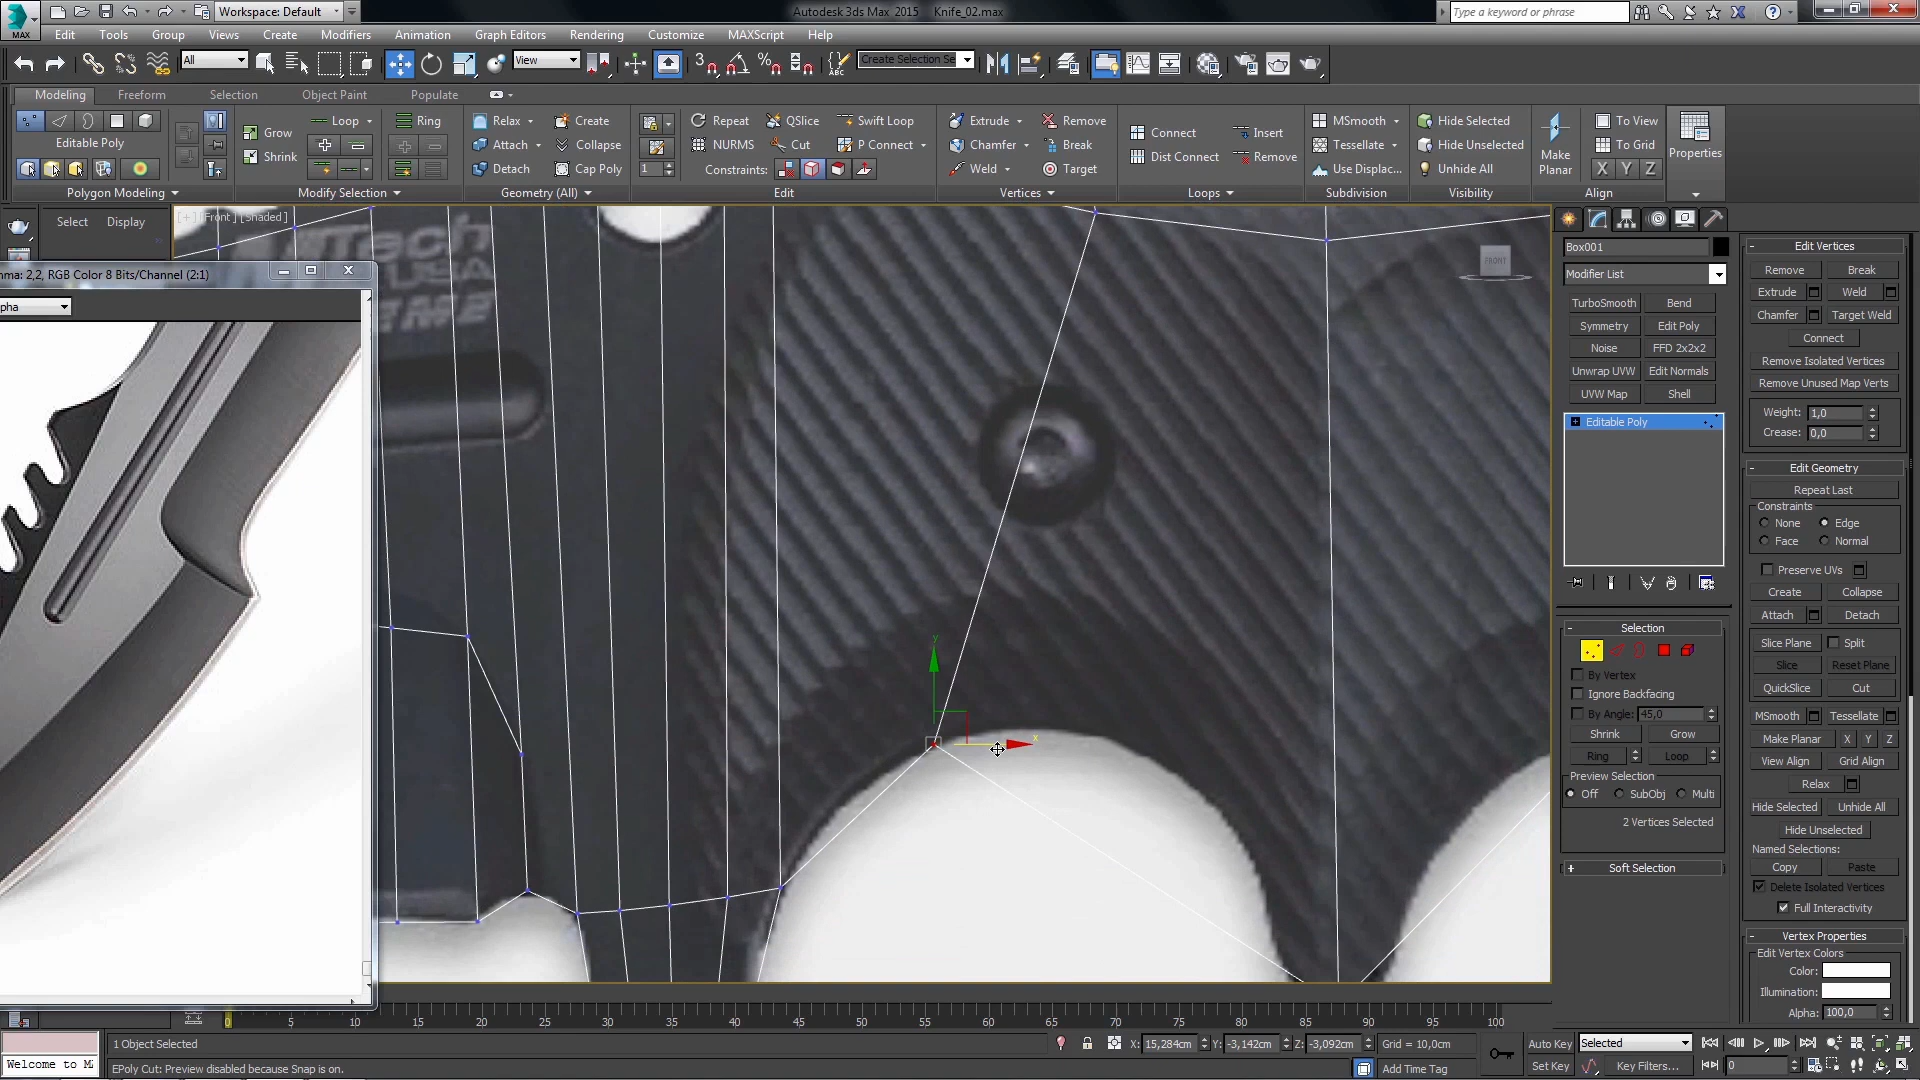 Workspace: Default
Autodesk 3ds Max 2015    Knife_02.max
Type a keyword or phrase
MAX
Edit Tools Group Views Create Modifiers Animation Graph Editors Rendering Customize MAXScript Help
All
View
Create Selection Se
Modeling Freeform Selection Object Paint Populate
Loop Ring Relax Create Repeat QSlice Swift Loop Extrude Remove MSmooth Hide Selected To View
Grow Connect Insert
Editable Poly Attach Collapse NURMS Cut P Connect Chamfer Break Tessellate Hide Unselected To Grid
Shrink Dist Connect Remove Make Planar Properties
Detach Cap Poly 1 Constraints: Weld Target Use Displac... Unhide All X Y Z
Polygon Modeling Modify Selection Geometry (All) Edit Vertices Loops Subdivision Visibility Align
Select Display
[ + ] [Front ] [Shaded ]
MTech
USA
nma: 2,2, RGB Color 8 Bits/Channel (2:1)
pha
FRONT
x
y
Box001
Modifier List
TurboSmooth Bend
Symmetry Edit Poly
Noise FFD 2x2x2
Unwrap UVW Edit Normals
UVW Map Shell
Editable Poly
Selection
By Vertex
Ignore Backfacing
By Angle: 45,0
Shrink Grow
Ring Loop
Preview Selection
Off SubObj Multi
2 Vertices Selected
Soft Selection
Edit Vertices
Remove Break
Extrude Weld
Chamfer Target Weld
Connect
Remove Isolated Vertices
Remove Unused Map Verts
Weight: 1,0
Crease: 0,0
Edit Geometry
Repeat Last
Constraints
None Edge
Face Normal
Preserve UVs
Create Collapse
Attach Detach
Slice Plane Split
Slice Reset Plane
QuickSlice Cut
MSmooth Tessellate
Make Planar X Y Z
View Align Grid Align
Relax
Hide Selected Unhide All
Hide Unselected
Named Selections:
Copy Paste
Delete Isolated Vertices
Full Interactivity
Vertex Properties
Edit Vertex Colors
Color:
Illumination:
Alpha: 100,0
0 5 10 15 20 25 30 35 40 45 50 55 60 65 70 75 80 85 90 95 100
1 Object Selected X: 15,284cm Y: -3,142cm Z: -3,092cm Grid = 10,0cm Auto Key Selected
Welcome to M EPoly Cut: Preview disabled because Snap is on. Add Time Tag Set Key Key Filters... 0